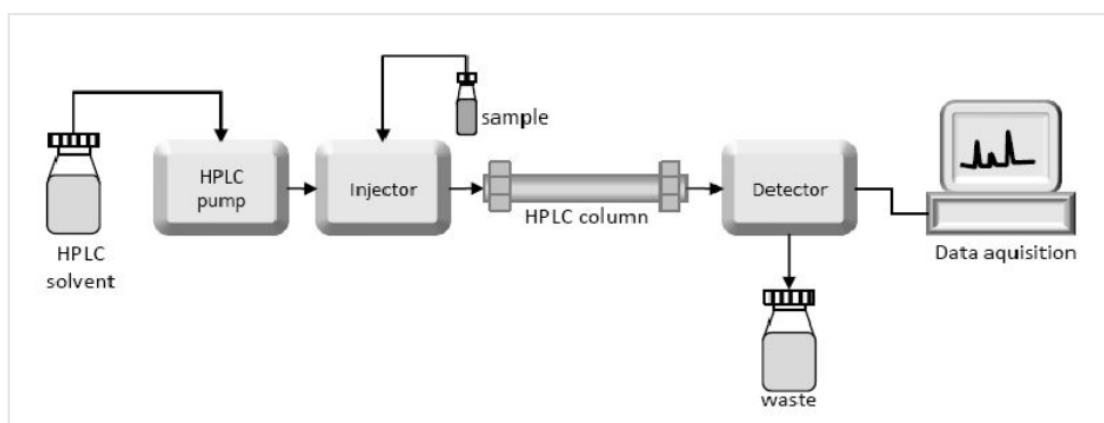 HPLC
solvent
HPLC
pump
Injector
sample
HPLC column
Detector
waste
Data aquisition